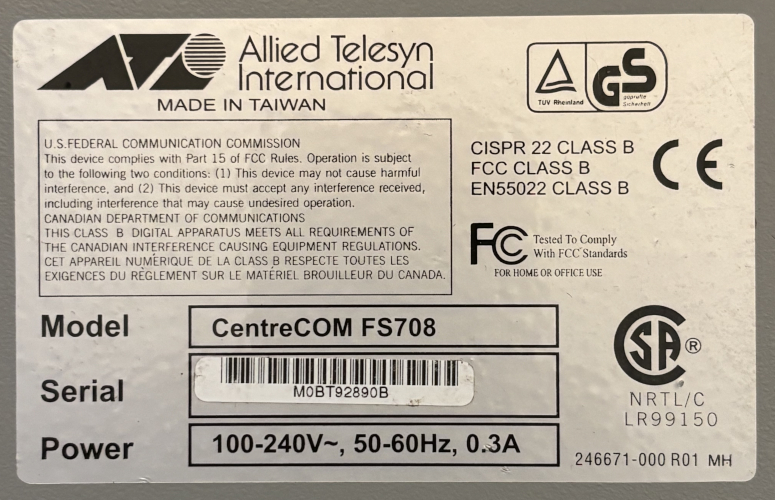 ATI
Allied Telesyn
International
MADE IN TAIWAN
TÜV Rheinland
GS
geprüfte
Sicherheit
U.S.FEDERAL COMMUNICATION COMMISSION
This device complies with Part 15 of FCC Rules. Operation is subject
to the following two conditions: (1) This device may not cause harmful
interference, and (2) This device must accept any interference received,
including interference that may cause undesired operation.
CANADIAN DEPARTMENT OF COMMUNICATIONS
THIS CLASS B DIGITAL APPARATUS MEETS ALL REQUIREMENTS OF
THE CANADIAN INTERFERENCE CAUSING EQUIPMENT REGULATIONS.
CET APPAREIL NUMÈRIQUE DE LA CLASS B RESPECTE TOUTES LES
EXIGENCES DU RÈGLEMENT SUR LE MATÉRIEL BROUILLEUR DU CANADA.
CISPR 22 CLASS B
FCC CLASS B
EN55022 CLASS B
CE
FC
Tested To Comply
With FCC Standards
FOR HOME OR OFFICE USE
Model
CentreCOM FS708
Serial
M0BT92890B
Power
100-240V~, 50-60Hz, 0.3A
CSA®
NRTL/C
LR99150
246671-000 R01 MH